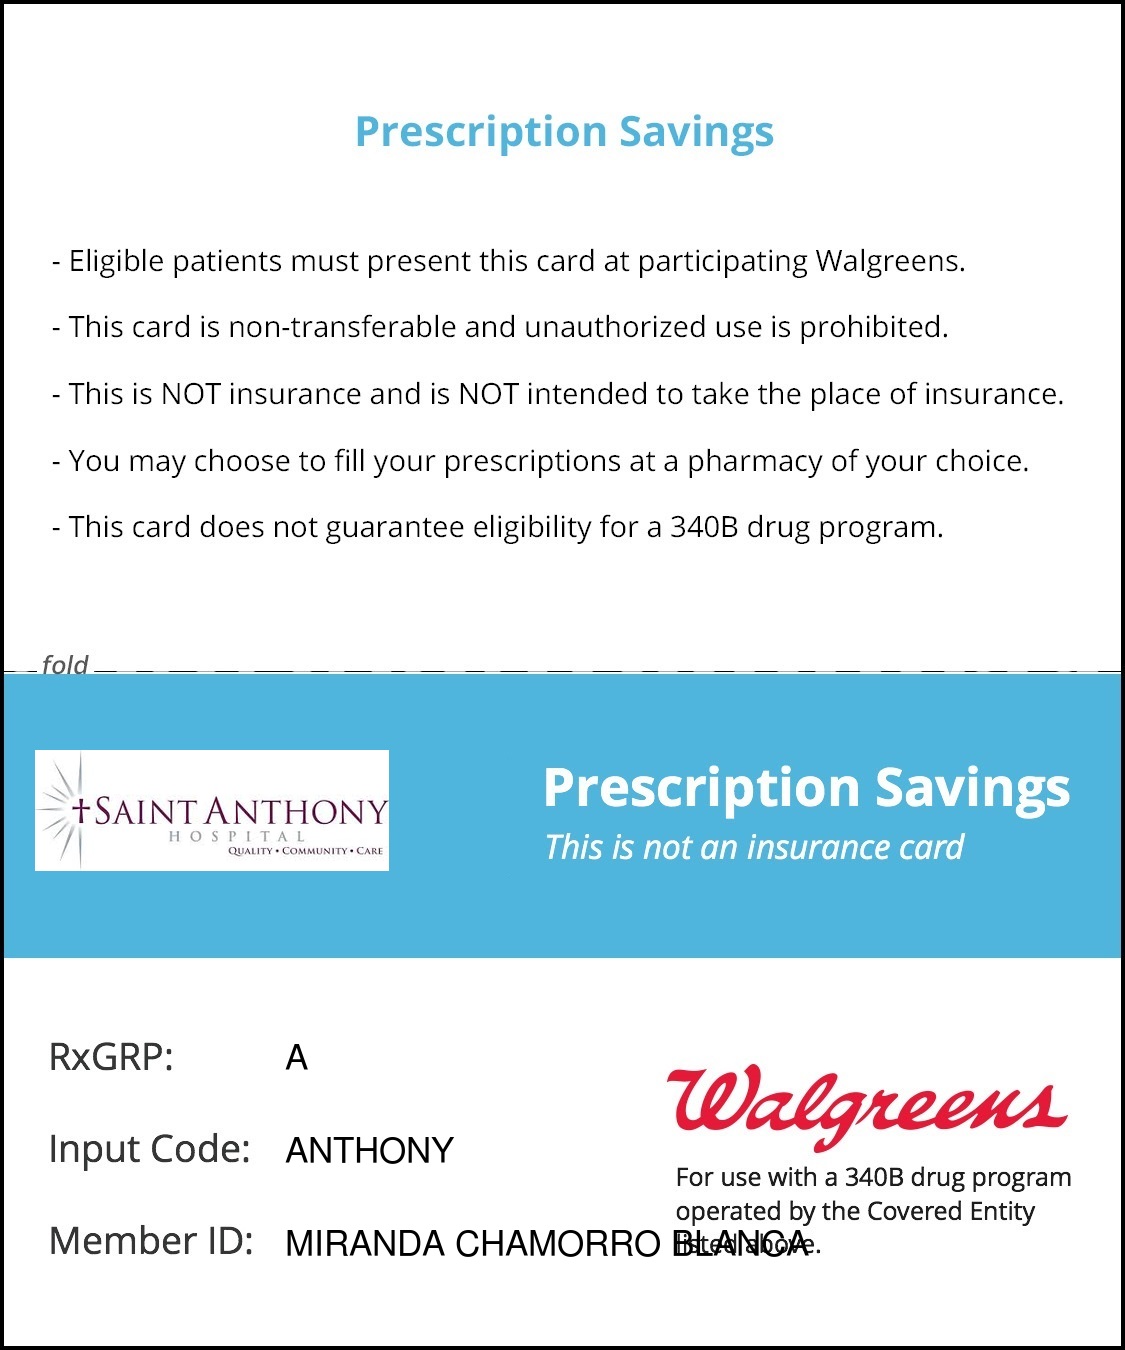 Prescription Savings
- Eligible patients must present this card at participating Walgreens.
- This card is non-transferable and unauthorized use is prohibited.
- This is NOT insurance and is NOT intended to take the place of insurance.
- You may choose to fill your prescriptions at a pharmacy of your choice.
- This card does not guarantee eligibility for a 340B drug program.
fold
SAINT ANTHONY
HOSPITAL
QUALITY • COMMUNITY • CARE
Prescription Savings
This is not an insurance card
RxGRP: A
Input Code: ANTHONY
Member ID: MIRANDA CHAMORRO BLANCA
Walgreens
For use with a 340B drug program
operated by the Covered Entity
listed above.